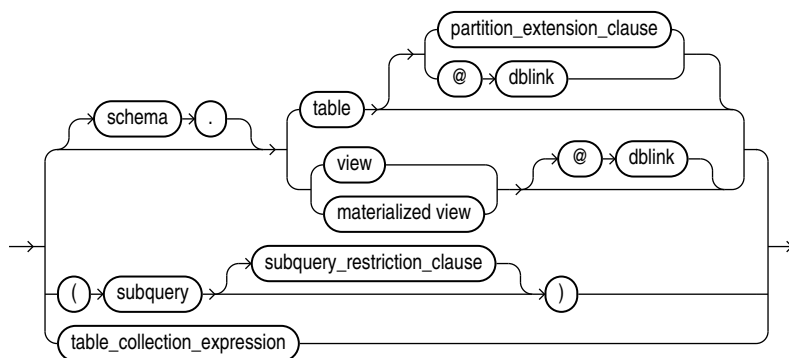 partition_extension_clause
@ dblink
schema . table
view @ dblink
materialized view
( subquery subquery_restriction_clause )
table_collection_expression